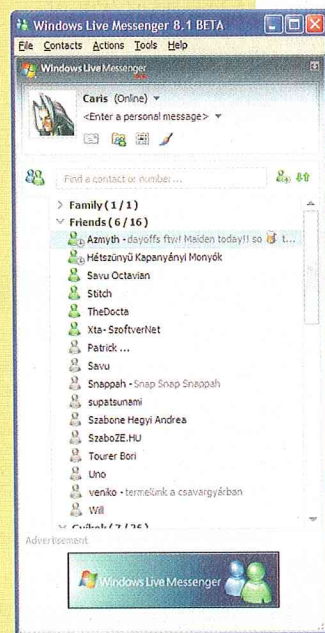 Windows Live Messenger 8.1 BETA
File Contacts Actions Tools Help
Windows Live Messenger
Caris (Online)
<Enter a personal message>
Find a contact or number...
Family ( 1 / 1 )
Friends ( 6 / 16 )
Azmyth - dayoffs ftw! Maiden today!! so t...
Hétszünyű Kapanyányi Monyók
Savu Octavian
Stitch
TheDocta
Xta- SzoftverNet
Patrick ...
Savu
Snappah - Snap Snap Snappah
supatsunami
Szabone Hegyi Andrea
SzaboZE.HU
Tourer Bori
Uno
veniko - termelünk a csavargyárban
Will
Gyíkok ( 7 / 26 )
Advertisement
Windows Live Messenger